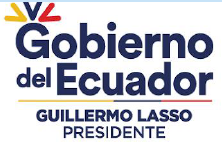 Gobierno
del Ecuador
GUILLERMO LASSO
PRESIDENTE